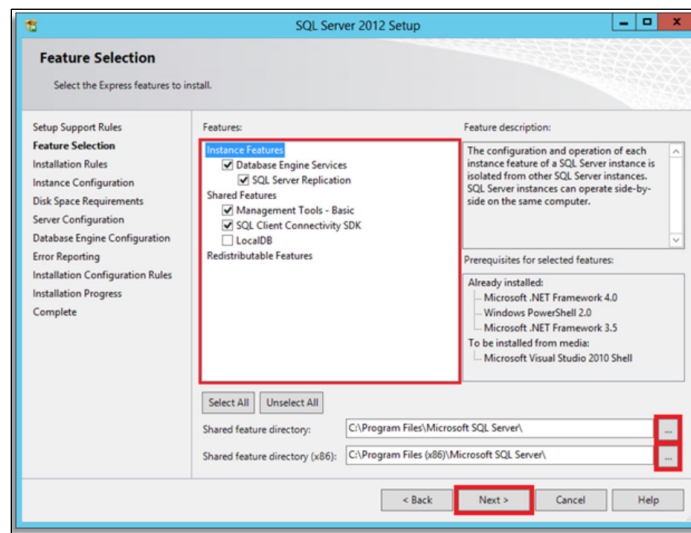 SQL Server 2012 Setup
Feature Selection
Select the Express features to install.
Setup Support Rules
Feature Selection
Installation Rules
Instance Configuration
Disk Space Requirements
Server Configuration
Database Engine Configuration
Error Reporting
Installation Configuration Rules
Installation Progress
Complete
Features:
Instance Features
Database Engine Services
SQL Server Replication
Shared Features
Management Tools - Basic
SQL Client Connectivity SDK
LocalDB
Redistributable Features
Feature description:
The configuration and operation of each
instance feature of a SQL Server instance is
isolated from other SQL Server instances.
SQL Server instances can operate side-by-
side on the same computer.
Prerequisites for selected features:
Already installed:
Microsoft .NET Framework 4.0
Windows PowerShell 2.0
Microsoft .NET Framework 3.5
To be installed from media:
Microsoft Visual Studio 2010 Shell
Select All
Unselect All
Shared feature directory:
C:\Program Files\Microsoft SQL Server\
...
Shared feature directory (x86):
C:\Program Files (x86)\Microsoft SQL Server\
...
< Back
Next >
Cancel
Help